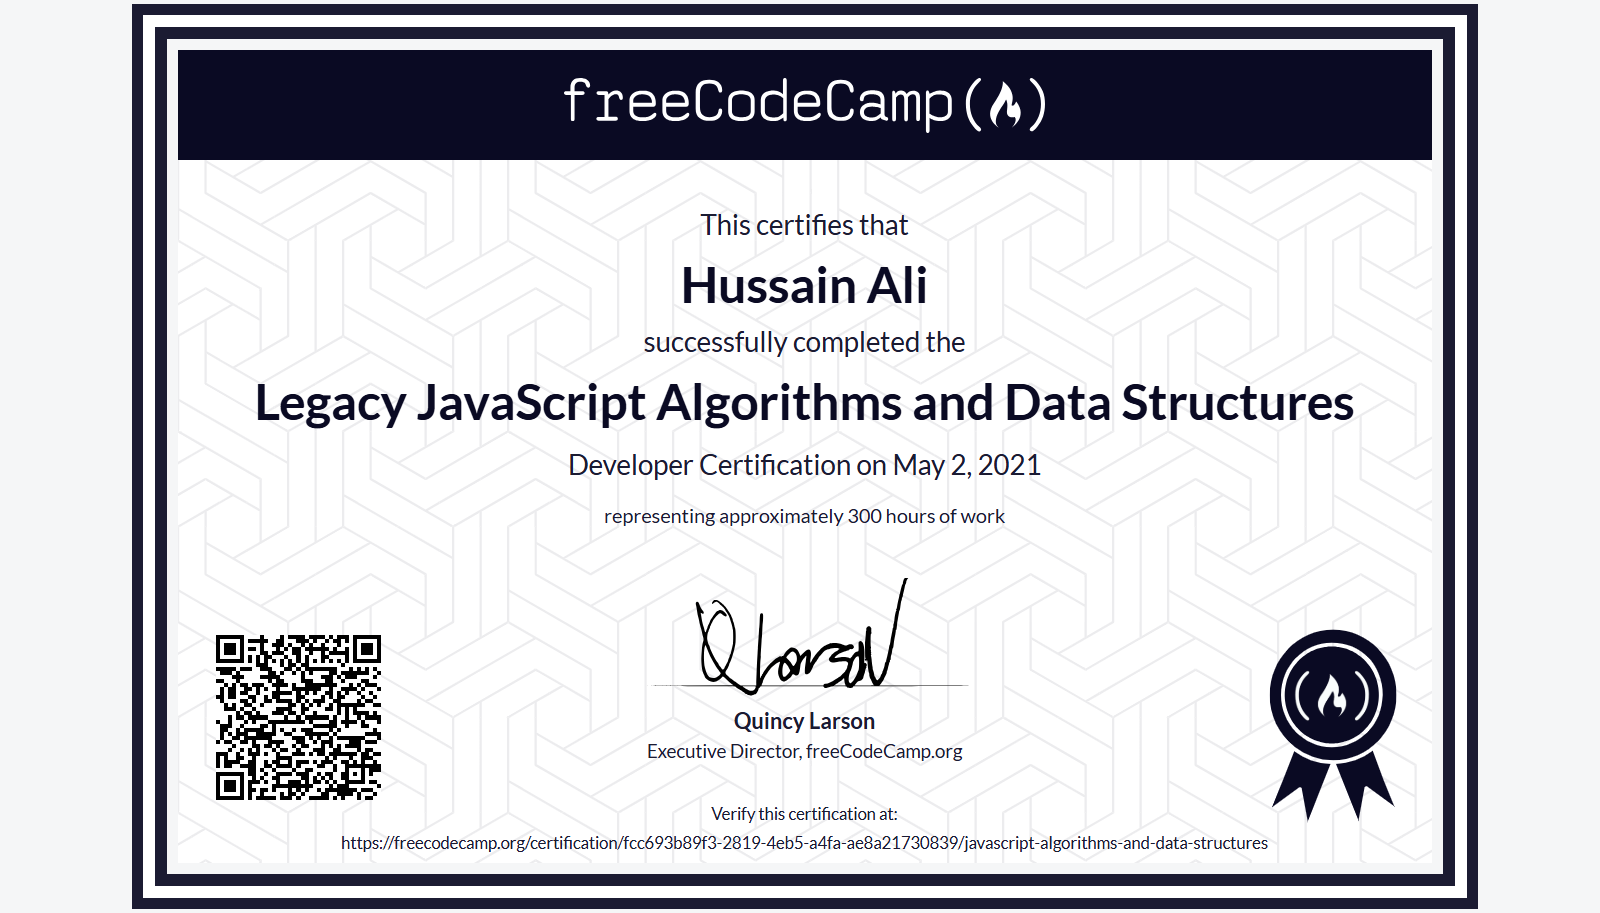 freeCodeCamp
This certifies that
Hussain Ali
successfully completed the
Legacy JavaScript Algorithms and Data Structures
Developer Certification on May 2, 2021
representing approximately 300 hours of work
Quincy Larson
Executive Director, freeCodeCamp.org
Verify this certification at:
https://freecodecamp.org/certification/fcc693b89f3-2819-4eb5-a4fa-ae8a21730839/javascript-algorithms-and-data-structures